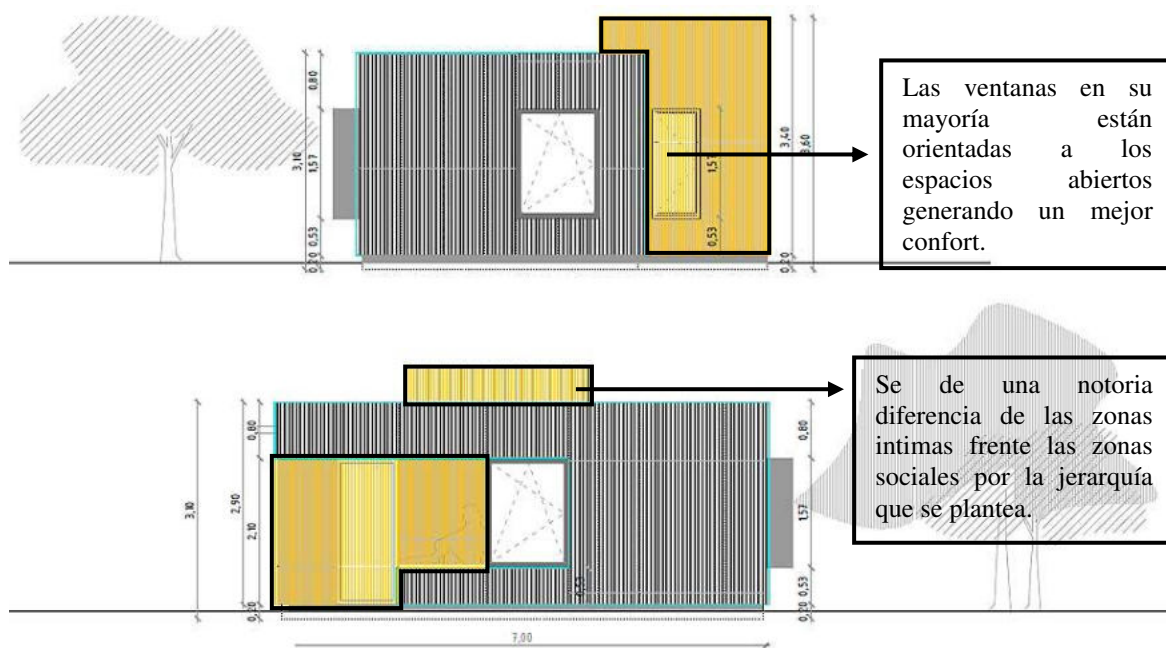 0,80
1,57
3,10
0,53
0,20
1,57
0,53
3,40
3,60
0,20
Las ventanas en su
mayoría están
orientadas a los
espacios abiertos
generando un mejor
confort.
0,80
2,90
3,10
2,10
0,20
0,53
0,80
1,57
0,53
0,20
7,00
Se de una notoria
diferencia de las zonas
intimas frente las zonas
sociales por la jerarquía
que se plantea.